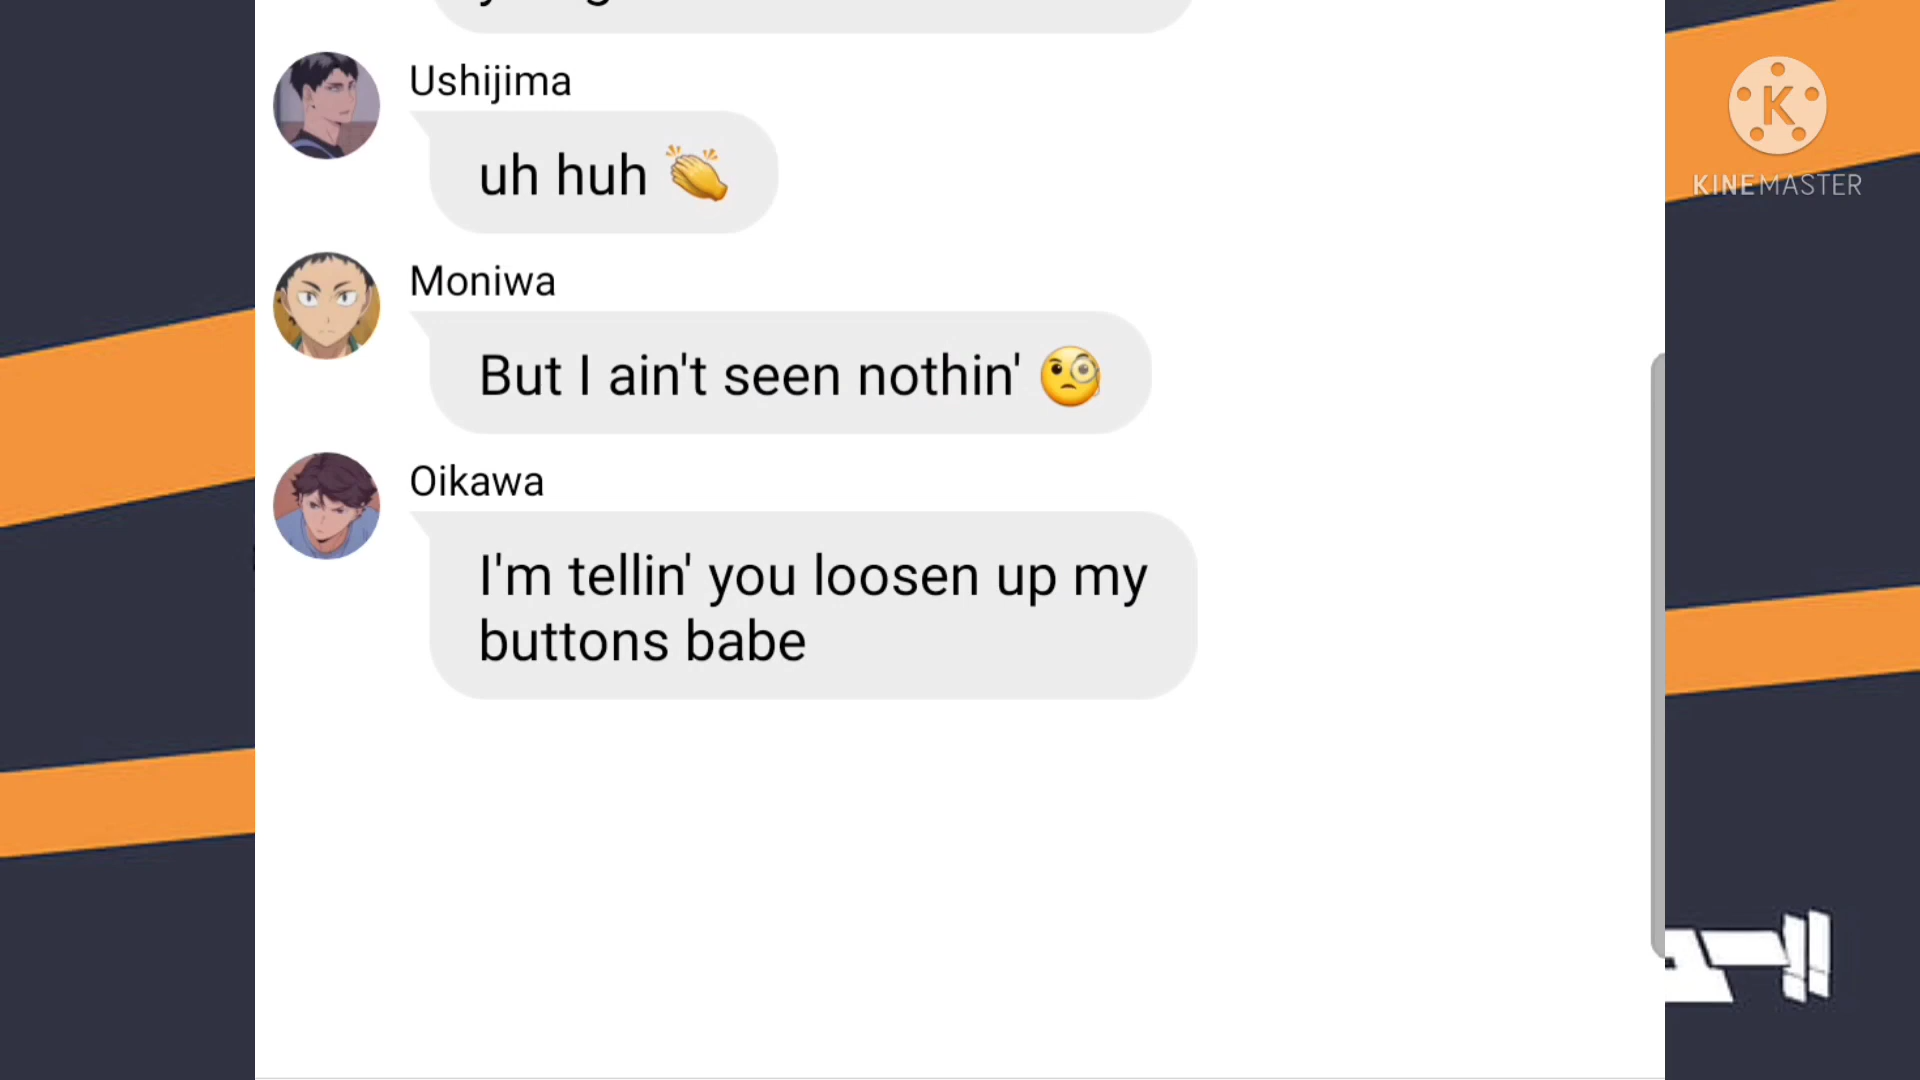 Ushijima
uh huh 👏
Moniwa
But I ain't seen nothin' 🧐
Oikawa
I'm tellin' you loosen up my
buttons babe
K
KINEMASTER